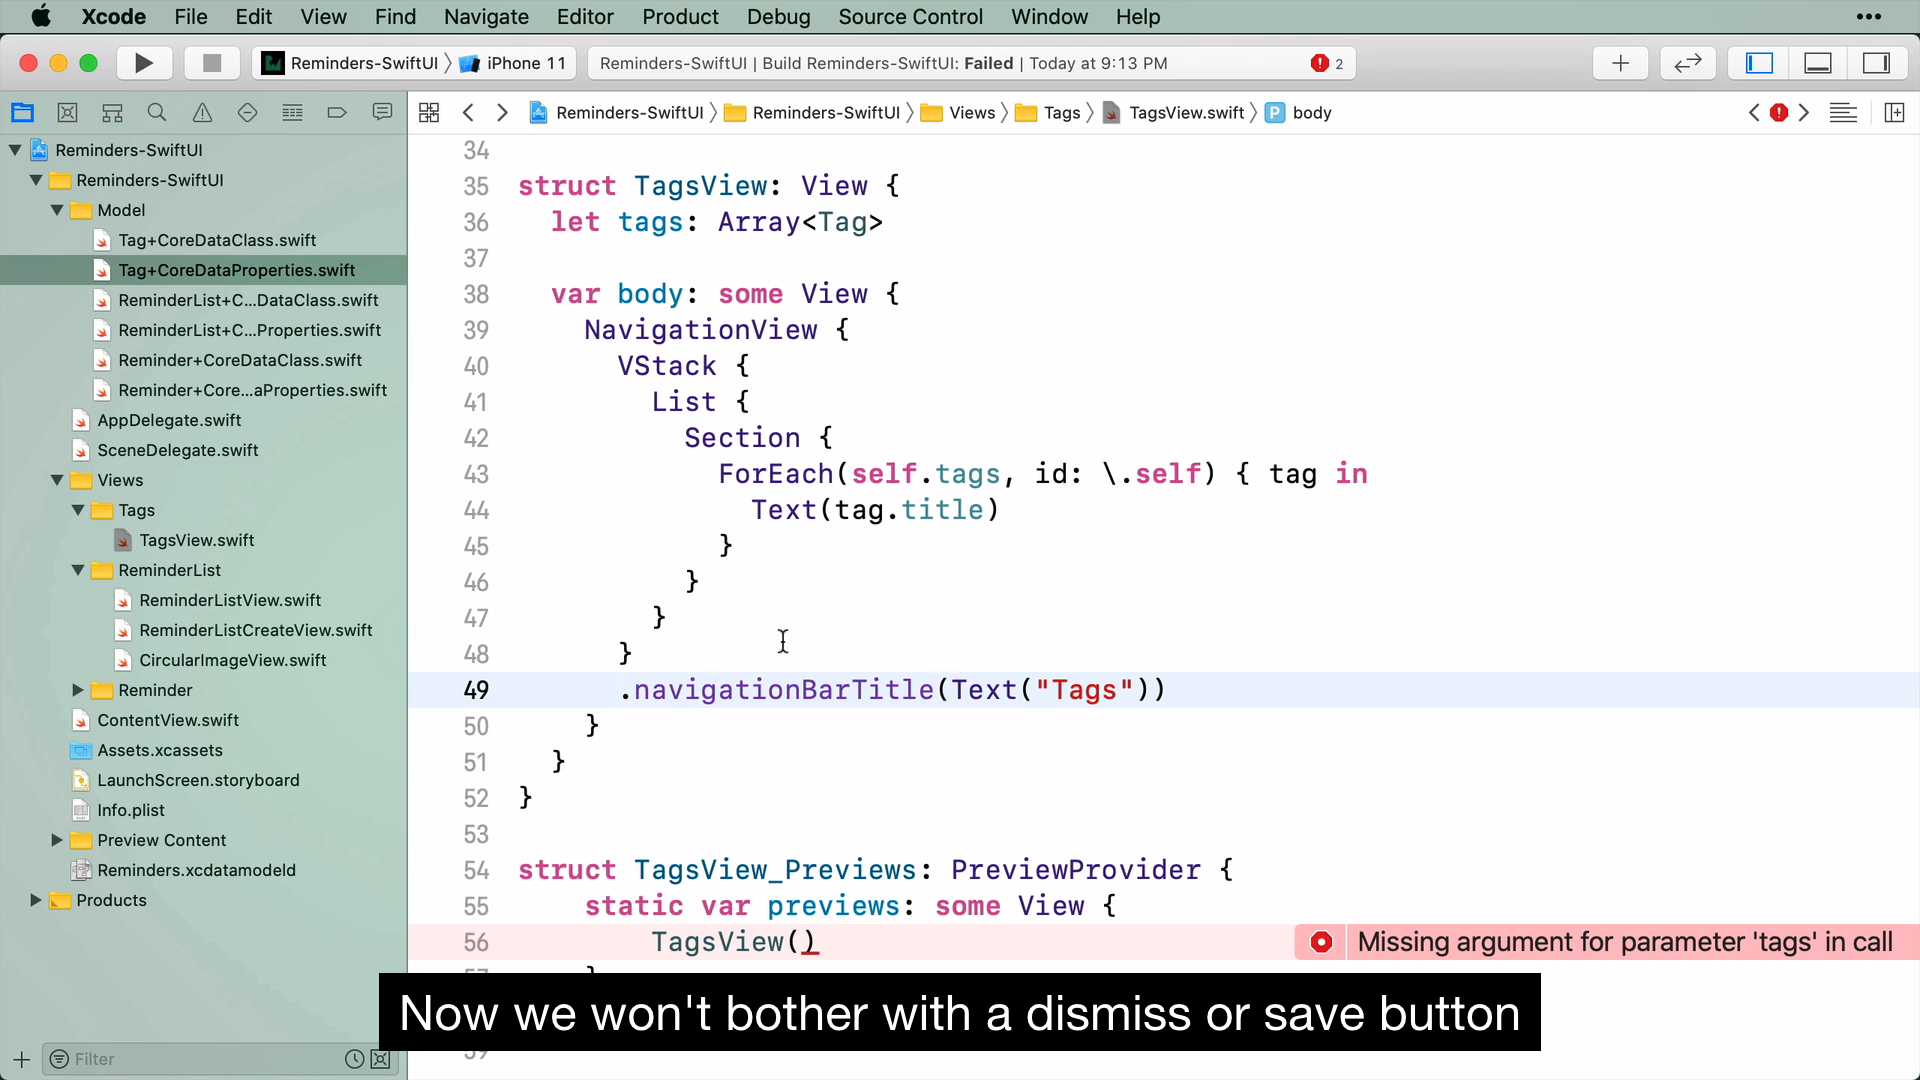 Xcode File Edit View Find Navigate Editor Product Debug Source Control Window Help •••
Reminders-SwiftUI 〉 iPhone 11
Reminders-SwiftUI | Build Reminders-SwiftUI: Failed | Today at 9:13 PM
2
Reminders-SwiftUI 〉 Reminders-SwiftUI 〉 Views 〉 Tags 〉 TagsView.swift 〉 P body
Reminders-SwiftUI
Reminders-SwiftUI
Model
Tag+CoreDataClass.swift
Tag+CoreDataProperties.swift
ReminderList+C...DataClass.swift
ReminderList+C...Properties.swift
Reminder+CoreDataClass.swift
Reminder+Core...aProperties.swift
AppDelegate.swift
SceneDelegate.swift
Views
Tags
TagsView.swift
ReminderList
ReminderListView.swift
ReminderListCreateView.swift
CircularImageView.swift
Reminder
ContentView.swift
Assets.xcassets
LaunchScreen.storyboard
Info.plist
Preview Content
Reminders.xcdatamodeld
Products
Filter
34
35 struct TagsView: View {
36 let tags: Array<Tag>
37
38 var body: some View {
39 NavigationView {
40 VStack {
41 List {
42 Section {
43 ForEach(self.tags, id: \.self) { tag in
44 Text(tag.title)
45 }
46 }
47 }
48 }
49 .navigationBarTitle(Text("Tags"))
50 }
51 }
52 }
53
54 struct TagsView_Previews: PreviewProvider {
55 static var previews: some View {
56 TagsView() Missing argument for parameter 'tags' in call
Now we won't bother with a dismiss or save button